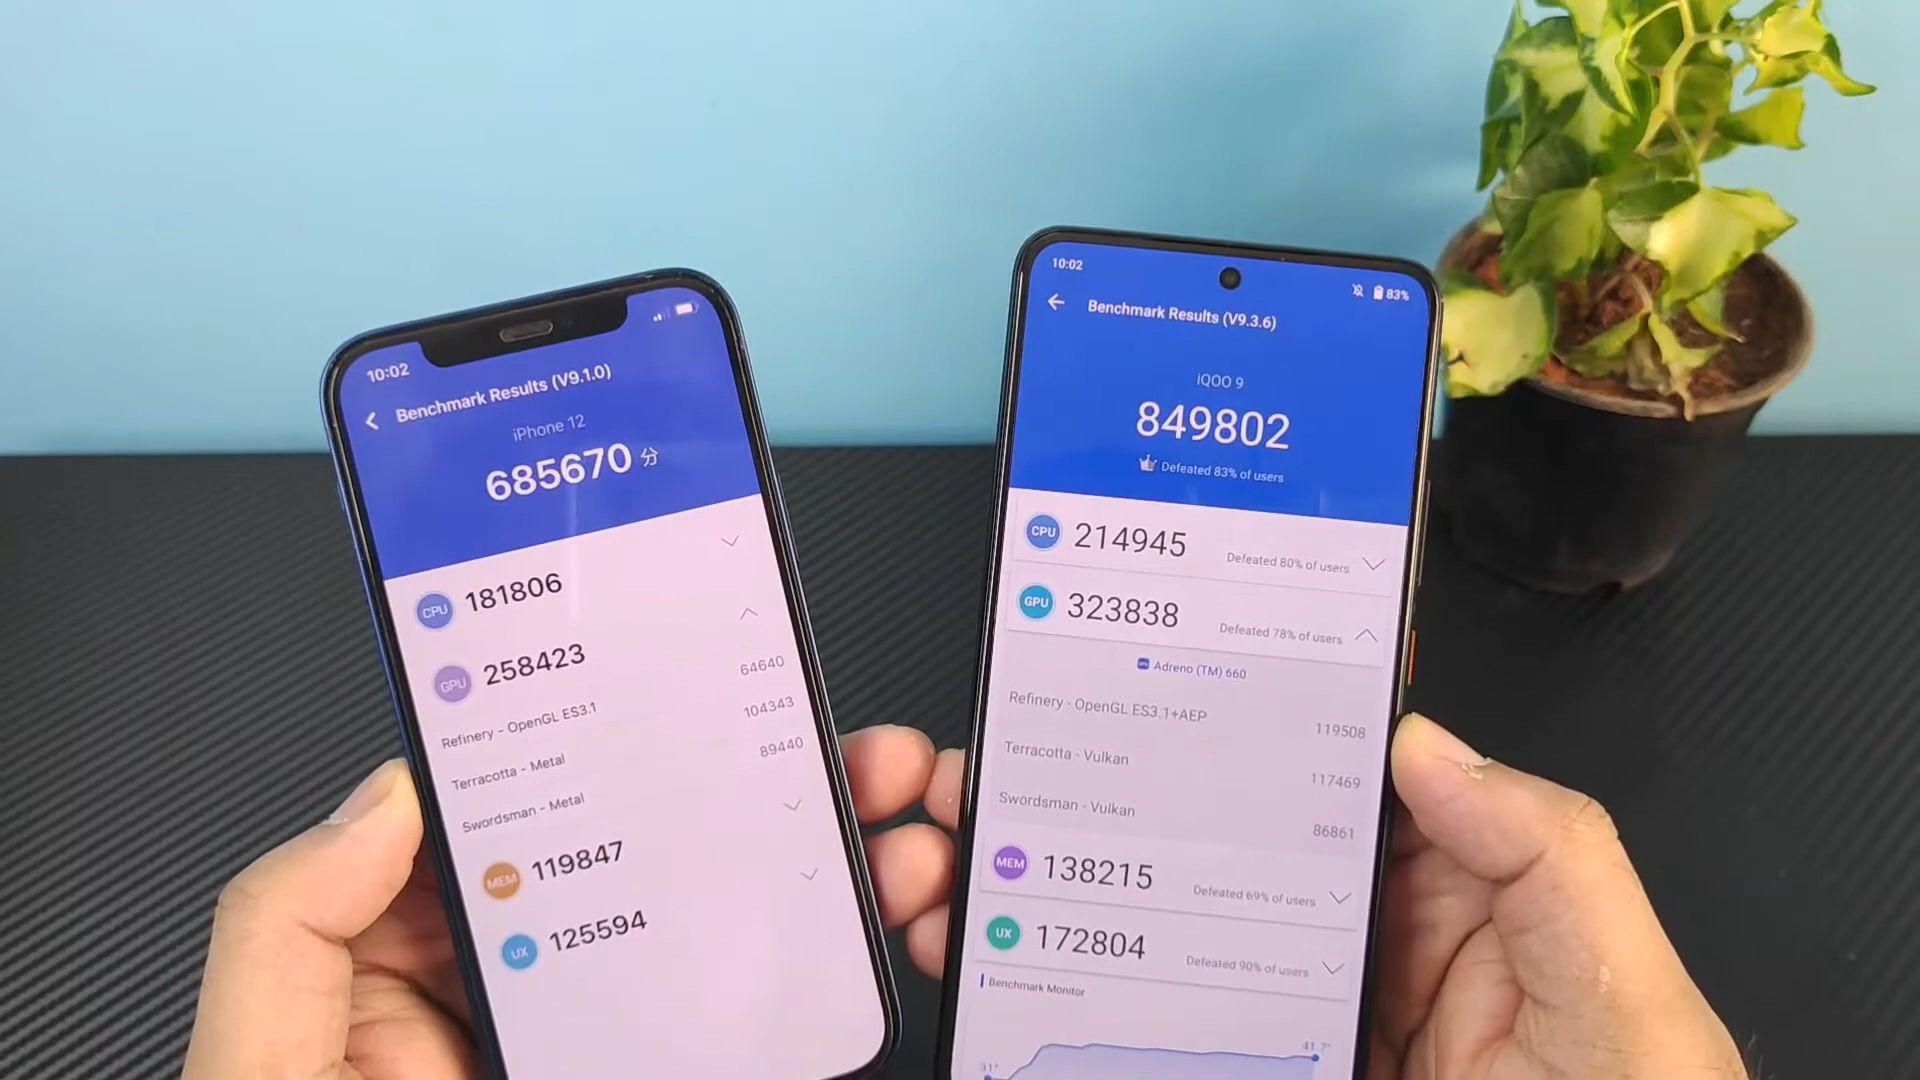 10:02
Benchmark Results (V9.1.0)
iPhone 12
685670 分
CPU 181806
GPU 258423
Refinery - OpenGL ES3.1 64640
Terracotta - Metal 104343
Swordsman - Metal 89440
MEM 119847
UX 125594
10:02 83%
Benchmark Results (V9.3.6)
iQOO 9
849802
Defeated 83% of users
CPU 214945 Defeated 80% of users
GPU 323838 Defeated 78% of users
Adreno (TM) 660
Refinery - OpenGL ES3.1+AEP 119508
Terracotta - Vulkan 117469
Swordsman - Vulkan 86861
MEM 138215 Defeated 69% of users
UX 172804 Defeated 90% of users
Benchmark Monitor
41.7°
31°